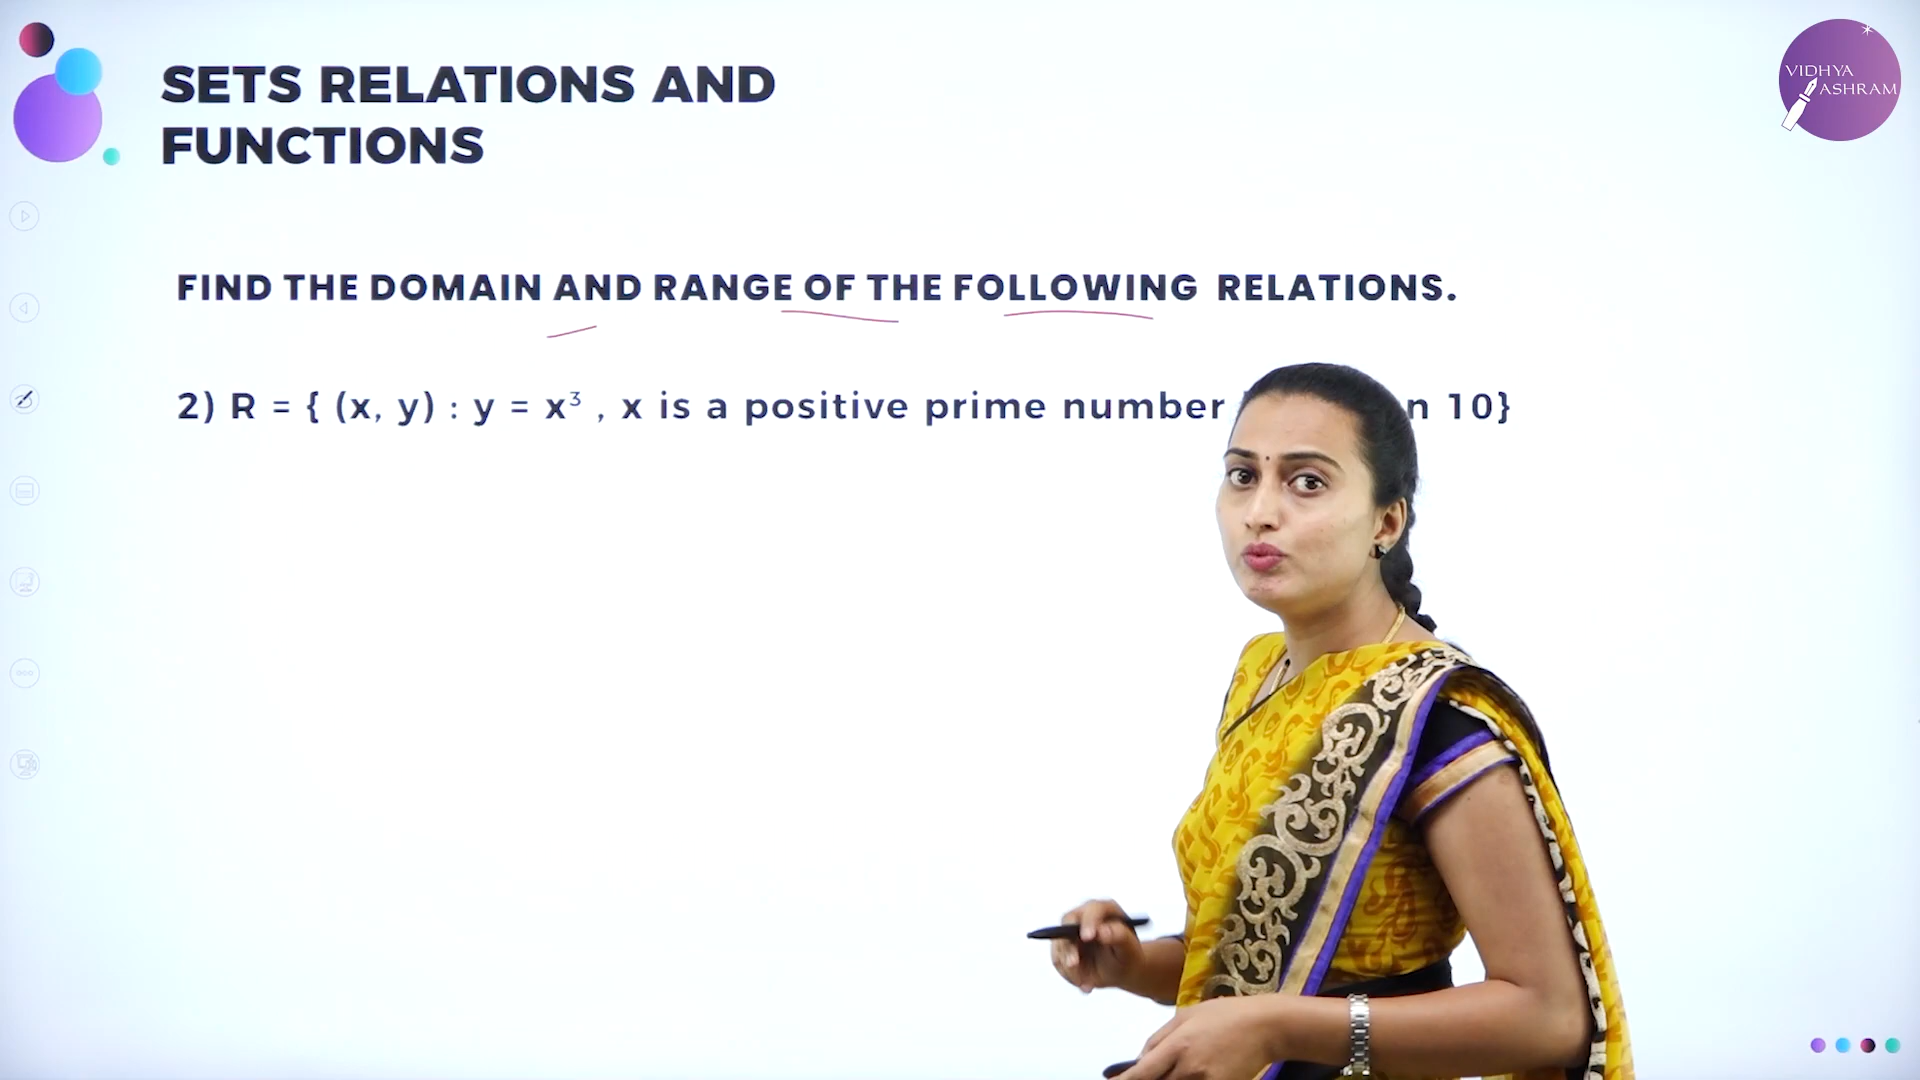 SETS RELATIONS AND
FUNCTIONS
VIDHYA
ASHRAM
FIND THE DOMAIN AND RANGE OF THE FOLLOWING RELATIONS.
2) R = { (x, y) : y = x³ , x is a positive prime number n 10}